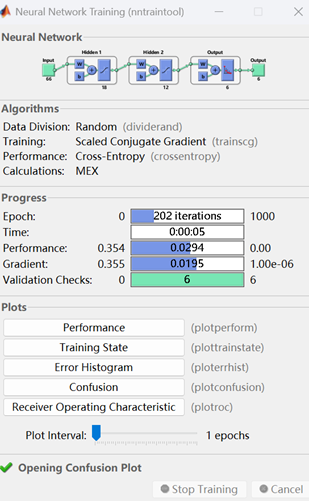 Neural Network Training (nntraintool)
Neural Network
Hidden 1 Hidden 2 Output
Input Output
W W W
b b b
66 18 12 6 6
Algorithms
Data Division: Random (dividerand)
Training: Scaled Conjugate Gradient (trainscg)
Performance: Cross-Entropy (crossentropy)
Calculations: MEX
Progress
Epoch: 0 202 iterations 1000
Time: 0:00:05
Performance: 0.354 0.0294 0.00
Gradient: 0.355 0.0195 1.00e-06
Validation Checks: 0 6 6
Plots
Performance (plotperform)
Training State (plottrainstate)
Error Histogram (ploterrhist)
Confusion (plotconfusion)
Receiver Operating Characteristic (plotroc)
Plot Interval: 1 epochs
Opening Confusion Plot
Stop Training Cancel